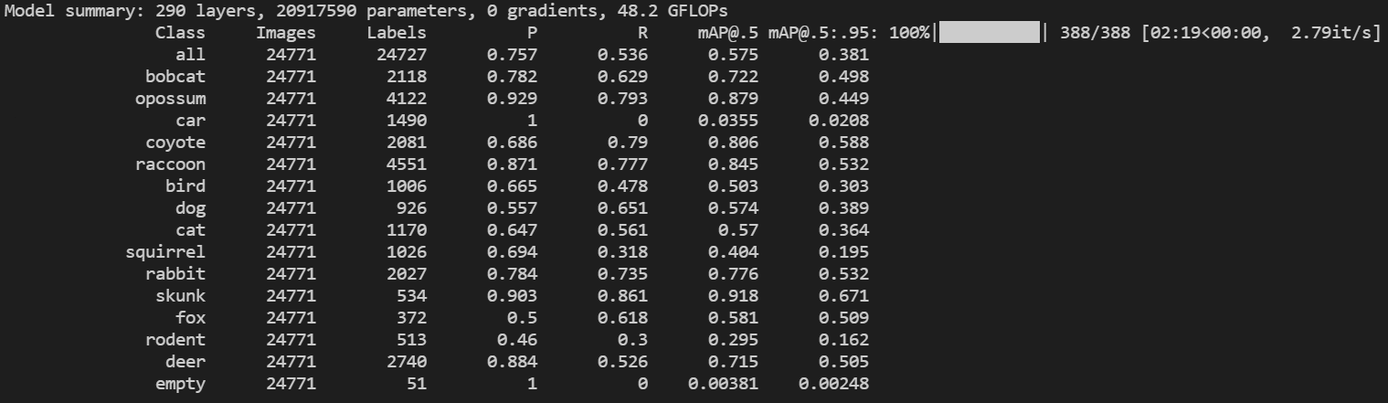 Model summary: 290 layers, 20917590 parameters, 0 gradients, 48.2 GFLOPs
Class Images Labels P R mAP@.5 mAP@.5:.95: 100%|██████████| 388/388 [02:19<00:00, 2.79it/s]
all 24771 24727 0.757 0.536 0.575 0.381
bobcat 24771 2118 0.782 0.629 0.722 0.498
opossum 24771 4122 0.929 0.793 0.879 0.449
car 24771 1490 1 0 0.0355 0.0208
coyote 24771 2081 0.686 0.79 0.806 0.588
raccoon 24771 4551 0.871 0.777 0.845 0.532
bird 24771 1006 0.665 0.478 0.503 0.303
dog 24771 926 0.557 0.651 0.574 0.389
cat 24771 1170 0.647 0.561 0.57 0.364
squirrel 24771 1026 0.694 0.318 0.404 0.195
rabbit 24771 2027 0.784 0.735 0.776 0.532
skunk 24771 534 0.903 0.861 0.918 0.671
fox 24771 372 0.5 0.618 0.581 0.509
rodent 24771 513 0.46 0.3 0.295 0.162
deer 24771 2740 0.884 0.526 0.715 0.505
empty 24771 51 1 0 0.00381 0.00248